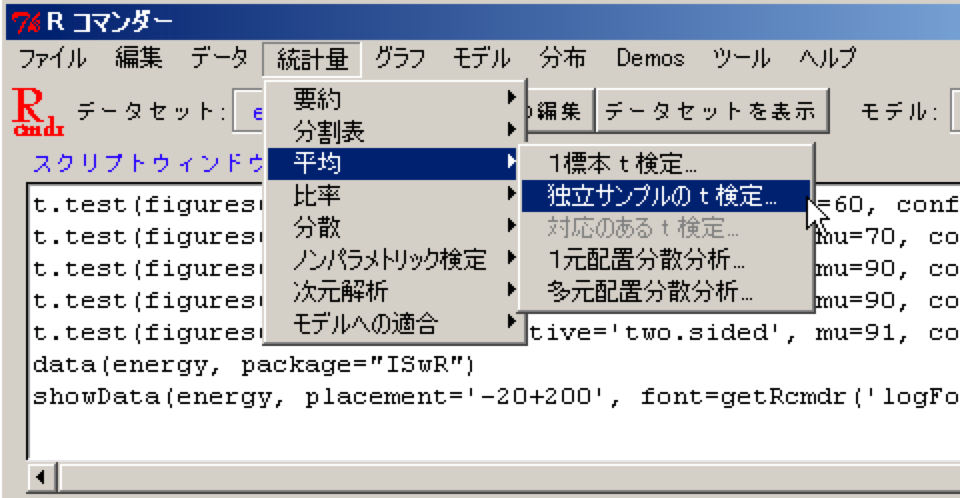 R コマンダー
ファイル 編集 データ 統計量 グラフ モデル 分布 Demos ツール ヘルプ
R cmdr データセット: e の編集 データセットを表示 モデル:
スクリプトウィンドウ
要約
分割表
平均
比率
分散
ノンパラメトリック検定
次元解析
モデルへの適合
1標本 t 検定...
独立サンプルの t 検定...
対応のある t 検定...
1元配置分散分析...
多元配置分散分析...
t.test(figures =60, conf
t.test(figures mu=70, co
t.test(figures mu=90, co
t.test(figures mu=90, co
t.test(figures tive='two.sided', mu=91, co
data(energy, package="ISwR")
showData(energy, placement='-20+200', font=getRcmdr('logFo